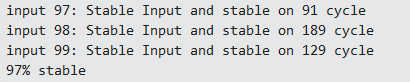 input 97: Stable Input and stable on 91 cycle
input 98: Stable Input and stable on 189 cycle
input 99: Stable Input and stable on 129 cycle
97% stable